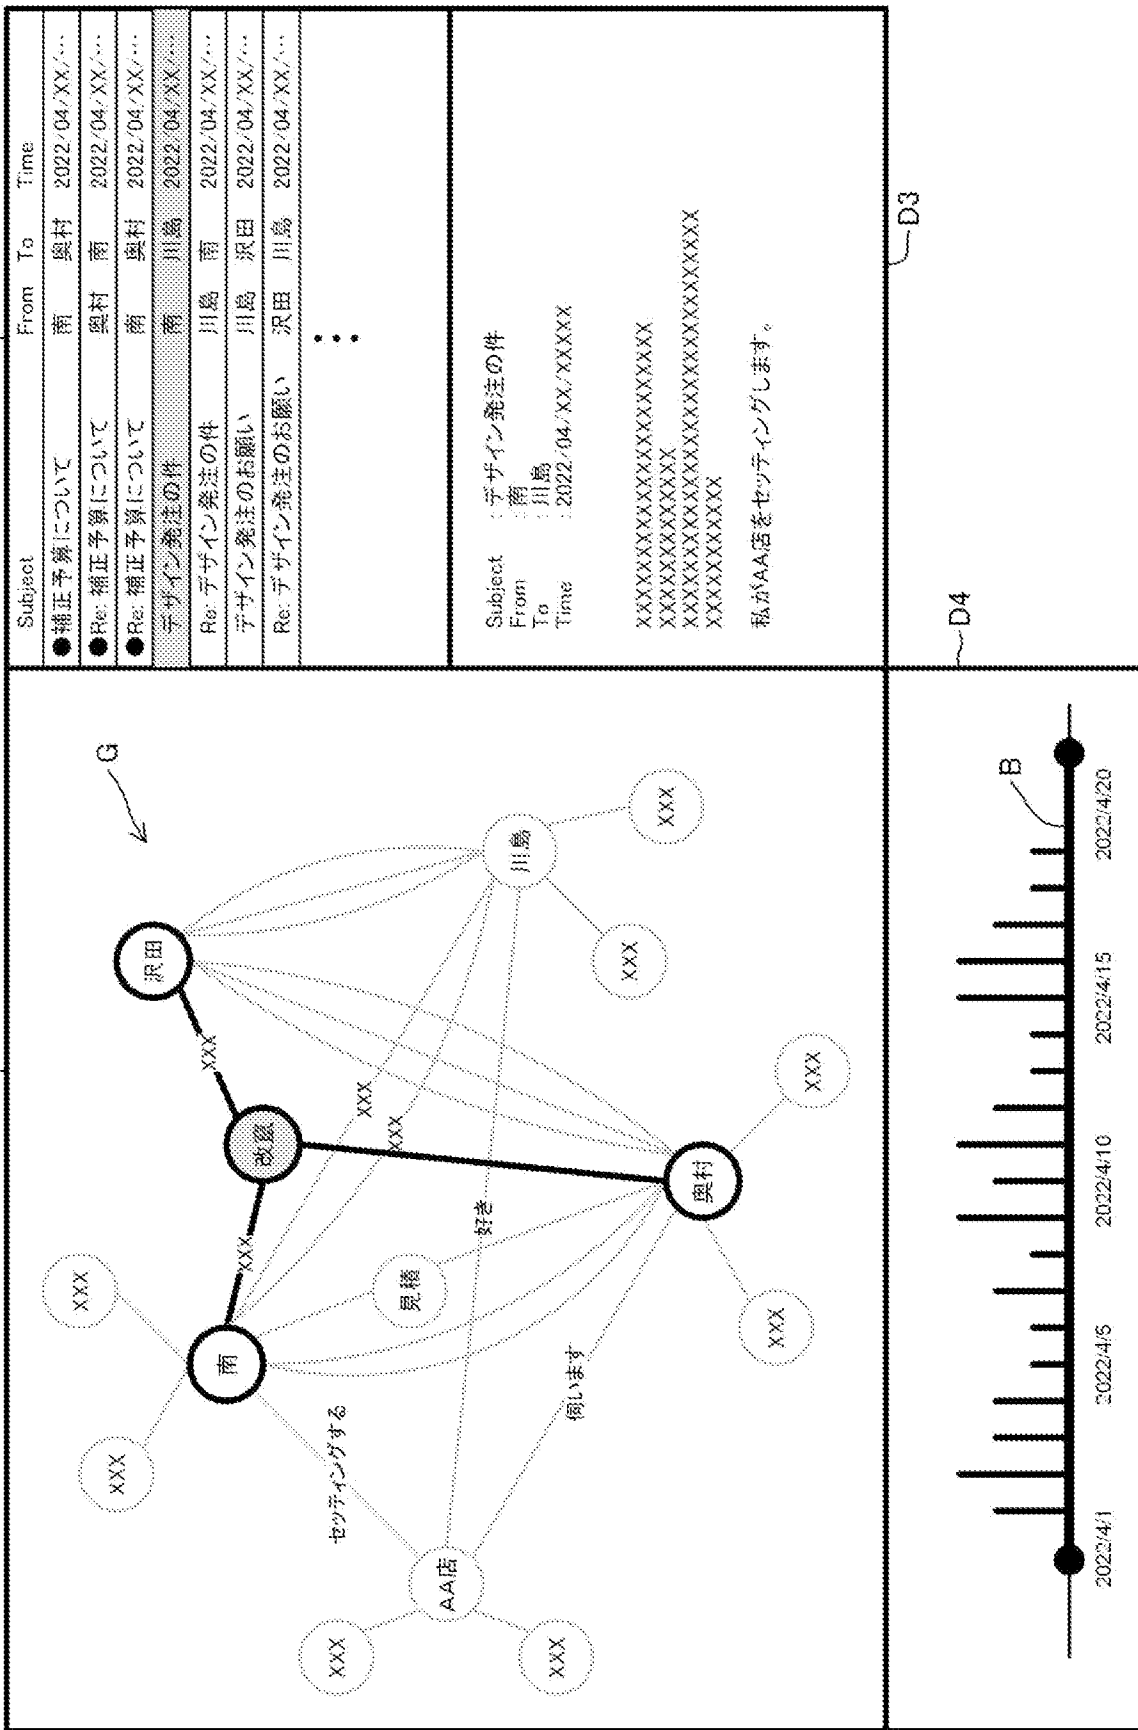 Subject From To Time
●補正予算について 南 奥村 2022/04/XX/…
●Re: 補正予算について 奥村 南 2022/04/XX/…
●Re: 補正予算について 南 奥村 2022/04/XX/…
デザイン発注の件 南 川島 2022/04/XX/…
Re: デザイン発注の件 川島 南 2022/04/XX/…
デザイン発注のお願い 川島 沢田 2022/04/XX/…
Re: デザイン発注のお願い 沢田 川島 2022/04/XX/…
Subject : デザイン発注の件
From : 南
To : 川島
Time : 2022/04/XX/XXXXX
XXXXXXXXXXXXXXXXXXXXXXX
XXXXXXXXXXXXX
XXXXXXXXXXXXXXXXXXXXXXXXXXXXXXX
XXXXXXXXXXX
私がAA店をセッティングします。
D3
G
XXX
XXX
沢田
XXX
南
XXX
改竄
XXX
XXX
セッティングする
見積
XXX
AA店
好き
川島
XXX
XXX
XXX
伺います
奥村
XXX
XXX
D4
B
2022/4/1
2022/4/5
2022/4/10
2022/4/15
2022/4/20